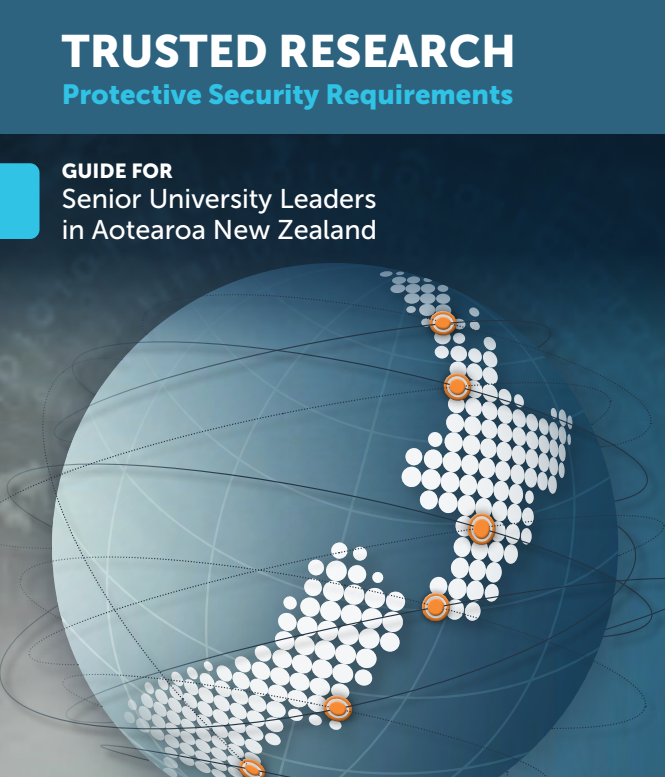 TRUSTED RESEARCH
Protective Security Requirements
GUIDE FOR
Senior University Leaders
in Aotearoa New Zealand